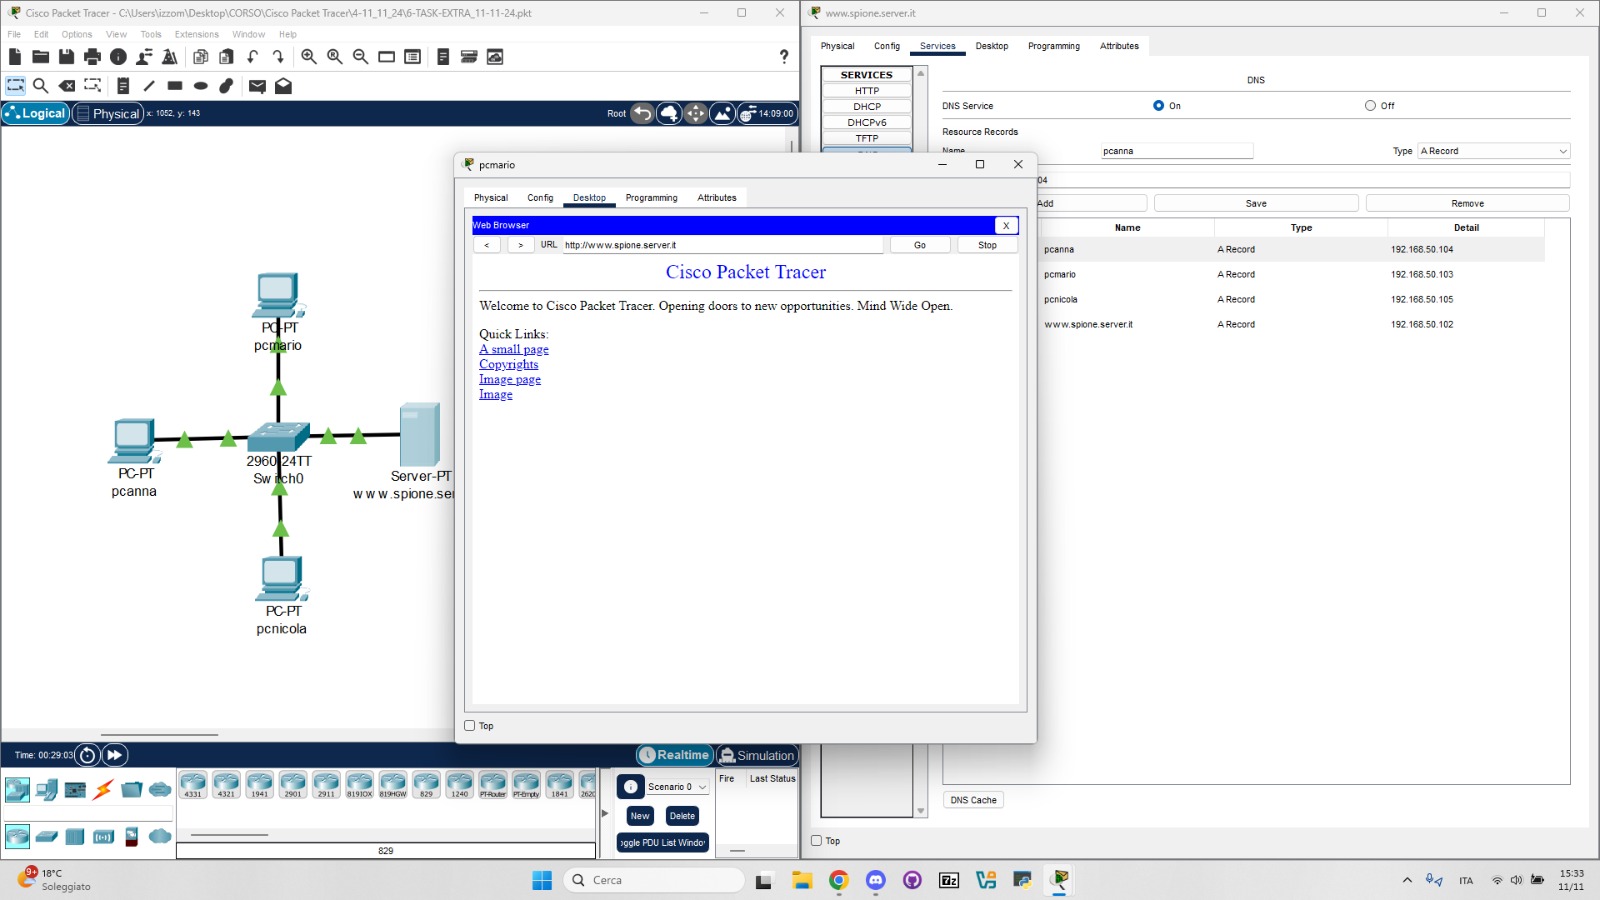 Cisco Packet Tracer - C:\Users\izzom\Desktop\CORSO\Cisco Packet Tracer\4-11_11_24\6-TASK-EXTRA_11-11-24.pkt
File Edit Options View Tools Extensions Window Help
?
Logical Physical x: 1052, y: 143 Root 14:09:00
PC-PT
pcmario
PC-PT
pcanna
2960-24TT
Switch0
Server-PT
www.spione.ser
PC-PT
pcnicola
Time: 00:29:03 Realtime Simulation
4331 4321 1941 2901 2911 819IOX 819HGW 829 1240 PT-Router PT-Empty 1841 2620
829
Scenario 0
New Delete
oggle PDU List Window
Fire Last Status
www.spione.server.it
Physical Config Services Desktop Programming Attributes
SERVICES
HTTP
DHCP
DHCPv6
TFTP
DNS
DNS Service On Off
Resource Records
Name pcanna Type A Record
04
Add Save Remove
Name Type Detail
pcanna A Record 192.168.50.104
pcmario A Record 192.168.50.103
pcnicola A Record 192.168.50.105
www.spione.server.it A Record 192.168.50.102
DNS Cache
Top
pcmario
Physical Config Desktop Programming Attributes
Web Browser X
< > URL http://www.spione.server.it Go Stop
Cisco Packet Tracer
Welcome to Cisco Packet Tracer. Opening doors to new opportunities. Mind Wide Open.
Quick Links:
A small page
Copyrights
Image page
Image
Top
9+ 18°C
Soleggiato
Cerca
7z
ITA
15:33
11/11